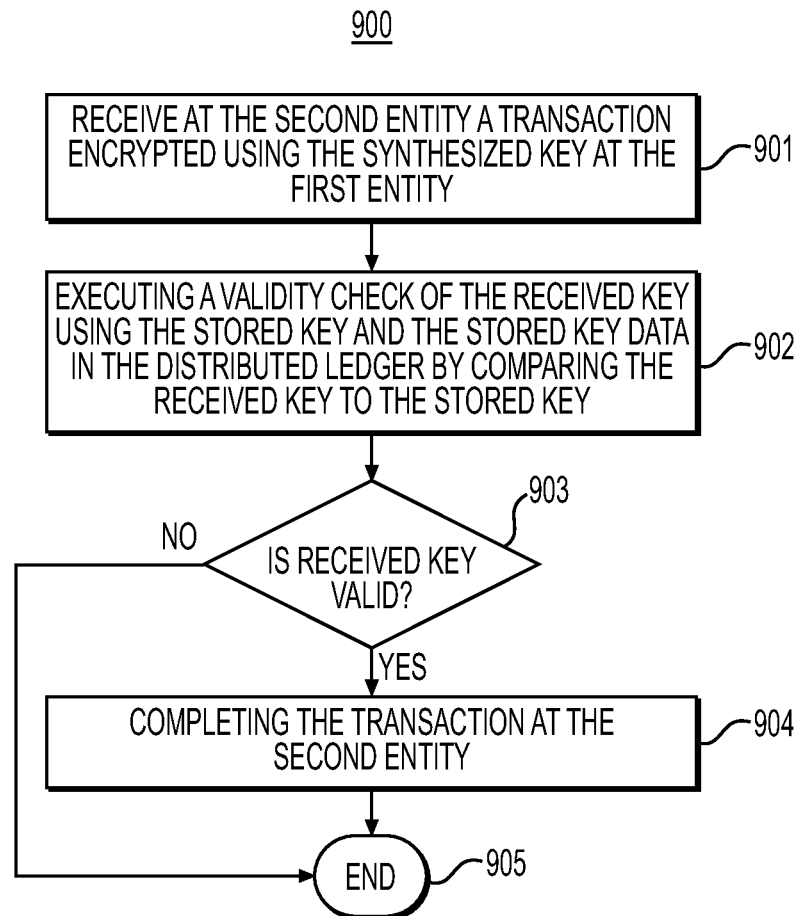 900
RECEIVE AT THE SECOND ENTITY A TRANSACTION
ENCRYPTED USING THE SYNTHESIZED KEY AT THE
FIRST ENTITY
901
EXECUTING A VALIDITY CHECK OF THE RECEIVED KEY
USING THE STORED KEY AND THE STORED KEY DATA
IN THE DISTRIBUTED LEDGER BY COMPARING THE
RECEIVED KEY TO THE STORED KEY
902
903
NO
IS RECEIVED KEY
VALID?
YES
COMPLETING THE TRANSACTION AT THE
SECOND ENTITY
904
END
905